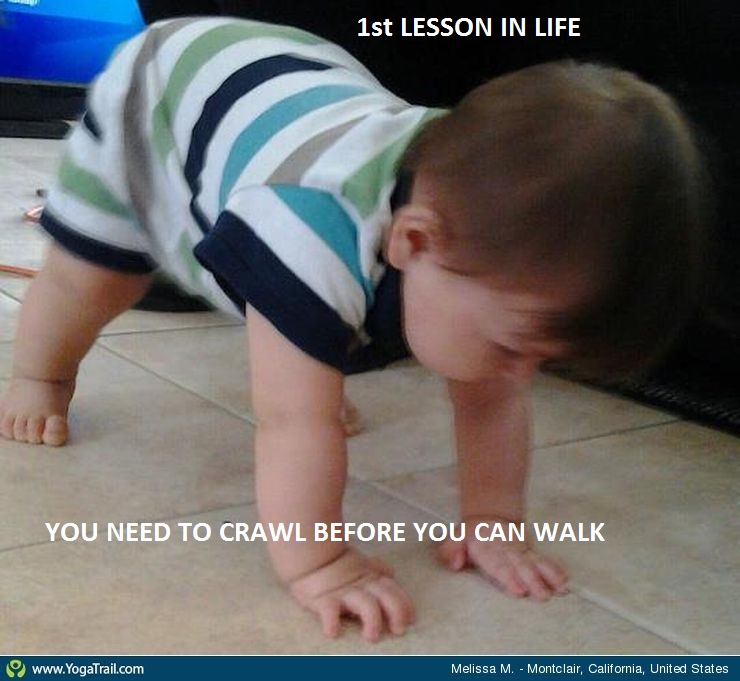 1st LESSON IN LIFE
YOU NEED TO CRAWL BEFORE YOU CAN WALK
www.YogaTrail.com
Melissa M. - Montclair, California, United States